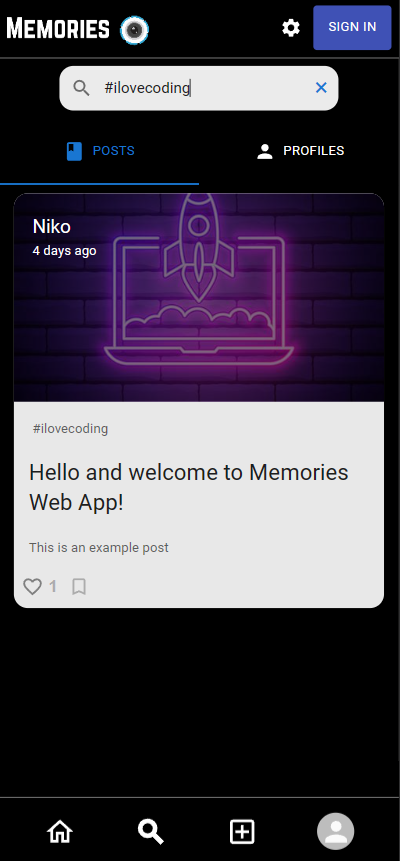 MEMORIES
SIGN IN
#ilovecoding
POSTS
PROFILES
Niko
4 days ago
#ilovecoding
Hello and welcome to Memories
Web App!
This is an example post
1